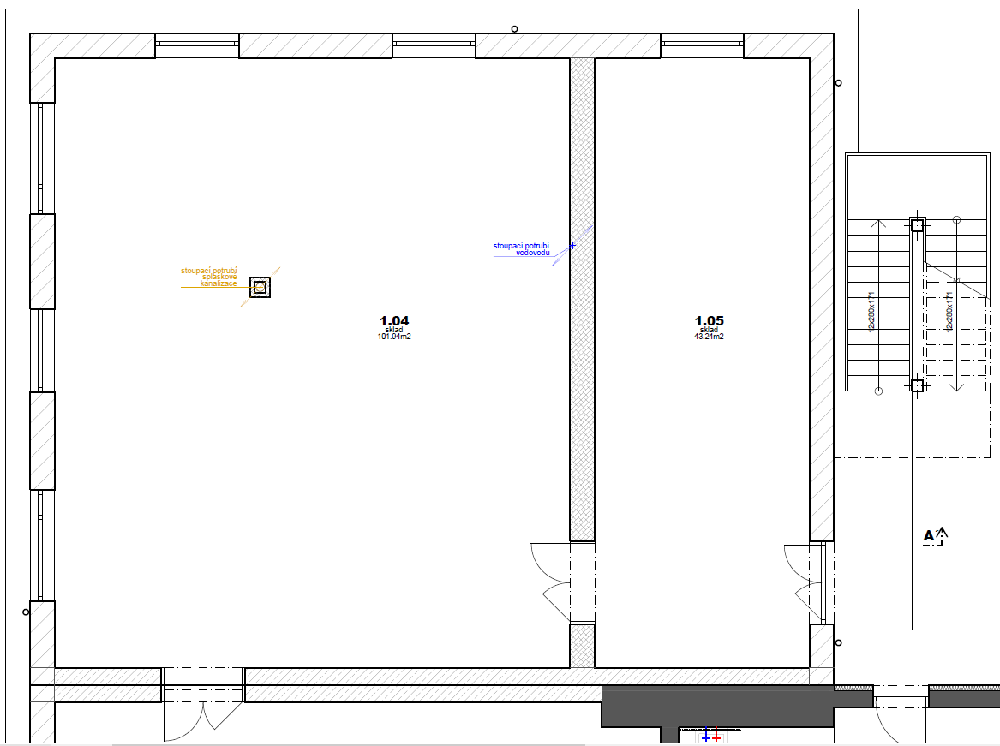 stoupací potrubí
splaškové
kanalizace
stoupací potrubí
vodovodu
1.04
sklad
101.94m2
1.05
sklad
43.24m2
12x280x171
12x280x171
A